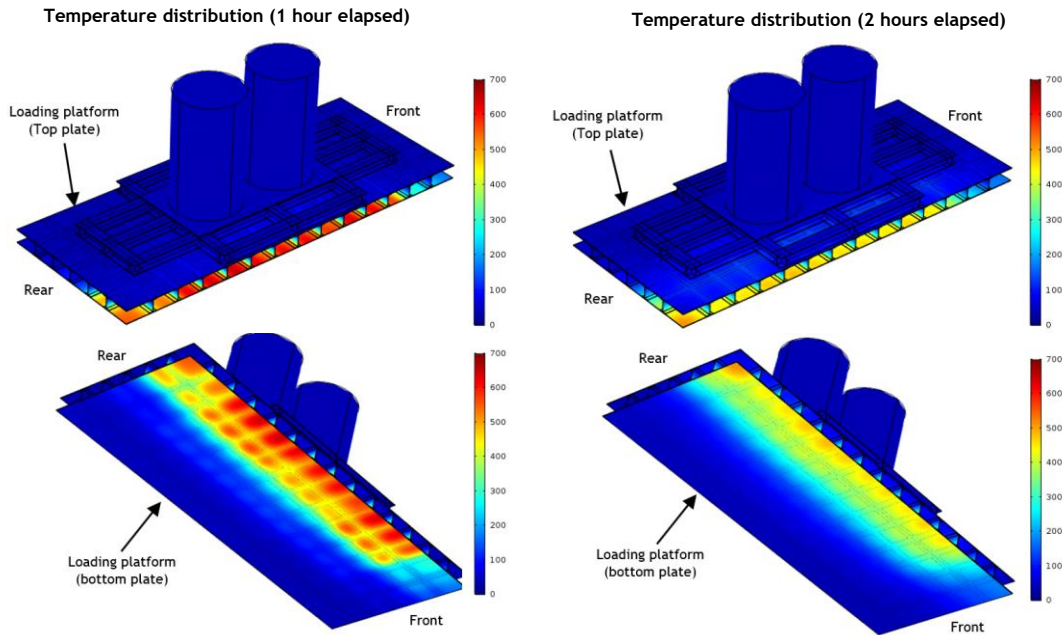 Temperature distribution (1 hour elapsed)
Temperature distribution (2 hours elapsed)
Loading platform
(Top plate)
Front
Rear
700
600
500
400
300
200
100
0
Loading platform
(Top plate)
Front
Rear
700
600
500
400
300
200
100
0
Rear
Loading platform
(bottom plate)
Front
700
600
500
400
300
200
100
0
Rear
Loading platform
(bottom plate)
Front
700
600
500
400
300
200
100
0